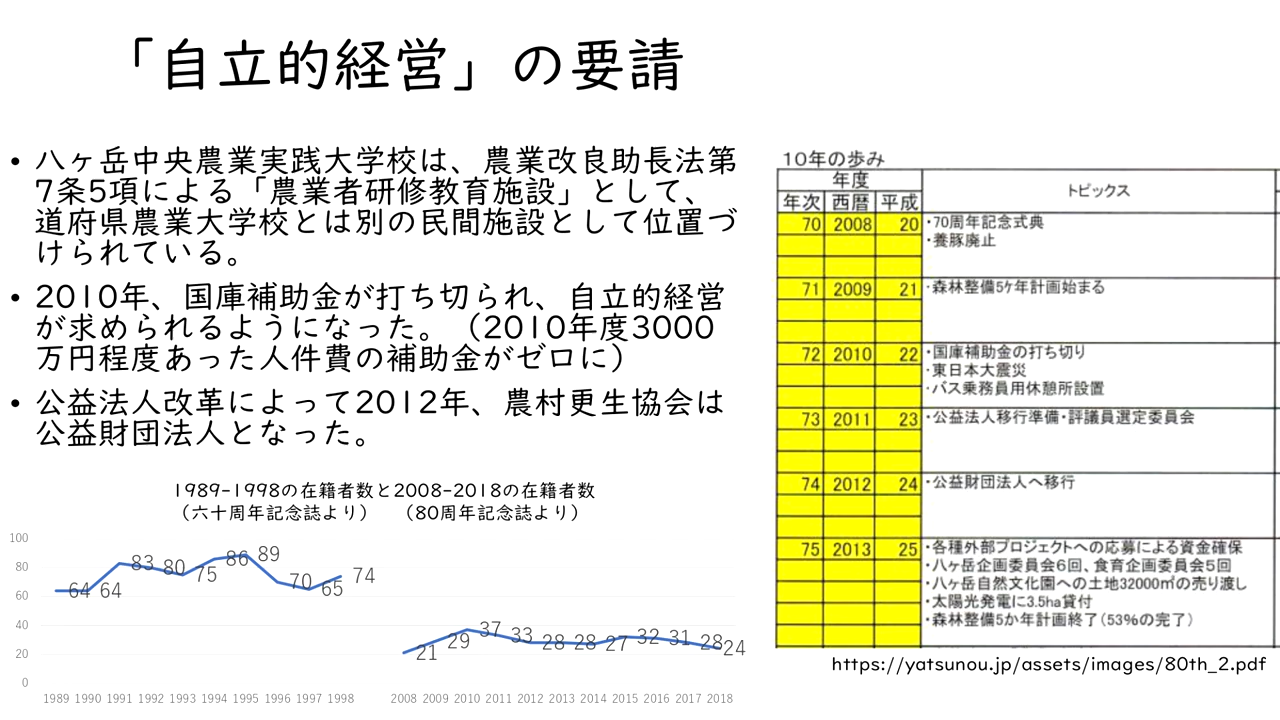 「自立的経営」の要請
• 八ヶ岳中央農業実践大学校は、農業改良助長法第
7条5項による「農業者研修教育施設」として、
道府県農業大学校とは別の民間施設として位置づ
けられている。
• 2010年、国庫補助金が打ち切られ、自立的経営
が求められるようになった。（2010年度3000
万円程度あった人件費の補助金がゼロに）
• 公益法人改革によって2012年、農村更生協会は
公益財団法人となった。
1989-1998の在籍者数と2008-2018の在籍者数
（六十周年記念誌より）　（80周年記念誌より）
100
80
60
40
20
0
64 64 83 80 75 86 89 70 65 74
21 29 37 33 28 28 27 32 31 28 24
1989 1990 1991 1992 1993 1994 1995 1996 1997 1998 2008 2009 2010 2011 2012 2013 2014 2015 2016 2017 2018
10年の歩み
年度
トピックス
年次 西暦 平成
70 2008 20 ・70周年記念式典
・養豚廃止
71 2009 21 ・森林整備5ケ年計画始まる
72 2010 22 ・国庫補助金の打ち切り
・東日本大震災
・バス乗務員用休憩所設置
73 2011 23 ・公益法人移行準備・評議員選定委員会
74 2012 24 ・公益財団法人へ移行
75 2013 25 ・各種外部プロジェクトへの応募による資金確保
・八ヶ岳企画委員会6回、食育企画委員会5回
・八ヶ岳自然文化園への土地32000㎡の売り渡し
・太陽光発電に3.5ha貸付
・森林整備5か年計画終了(53%の完了)
https://yatsunou.jp/assets/images/80th_2.pdf